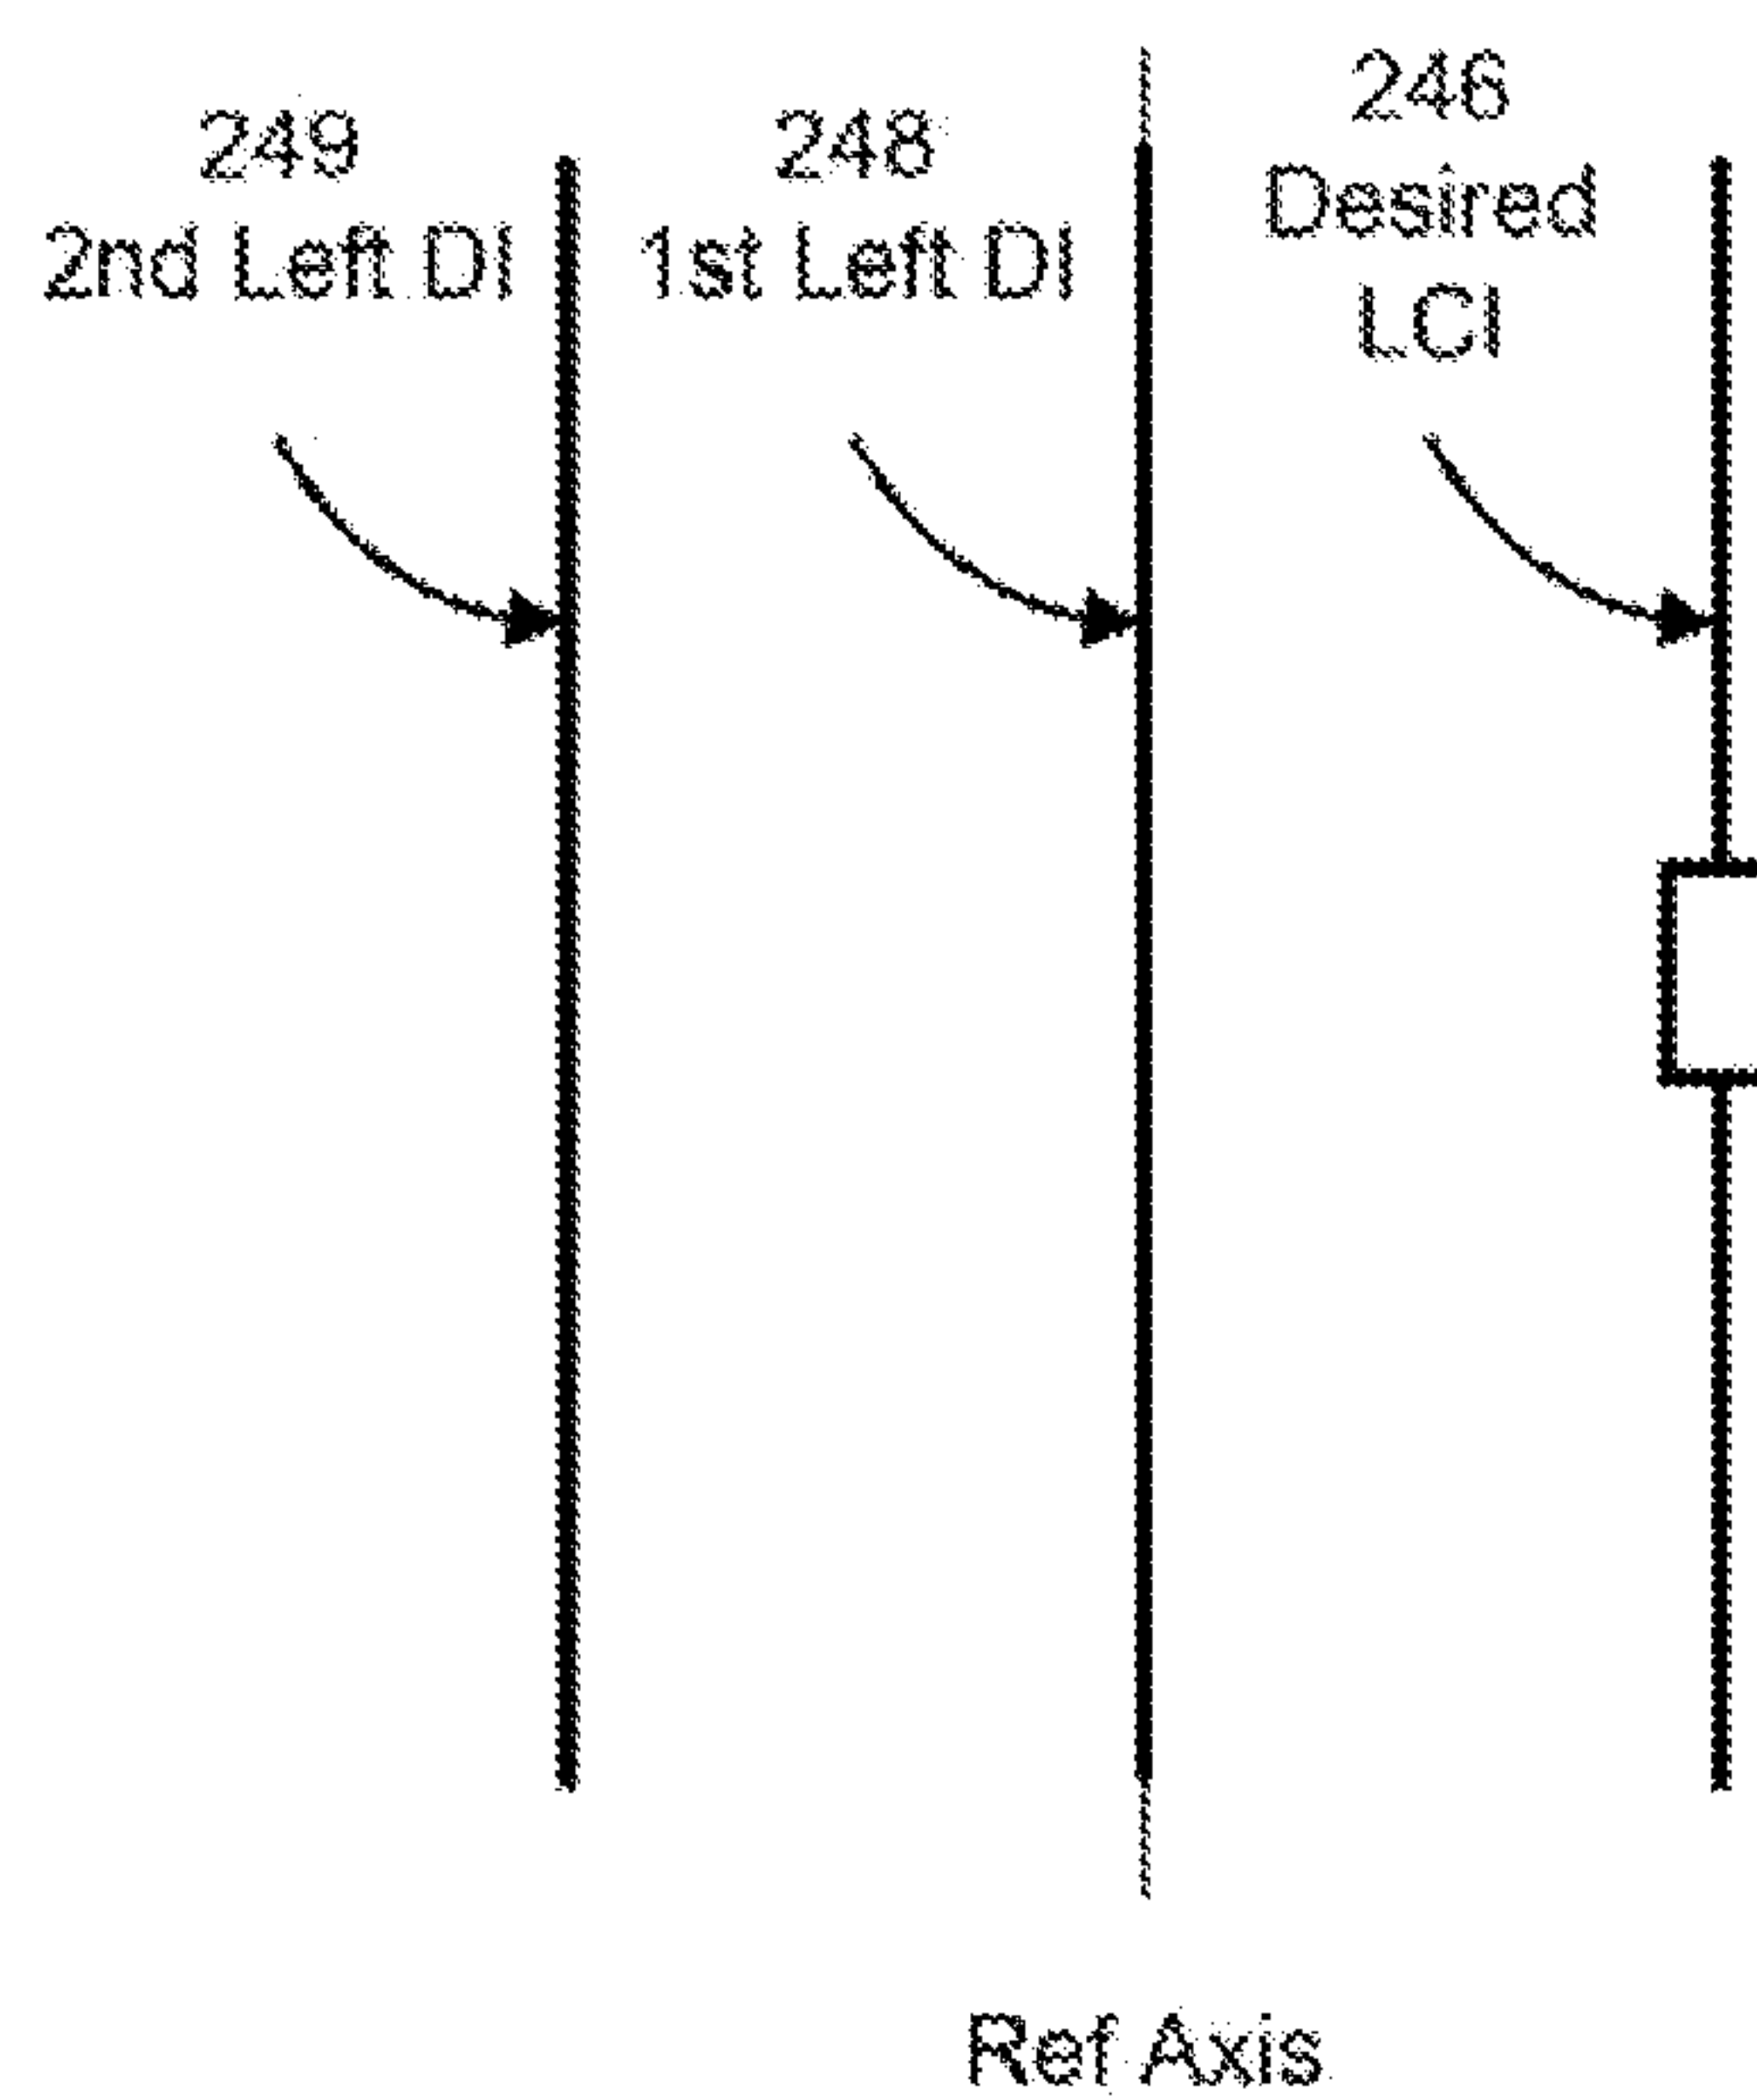 249
2nd Left DI
248
1st Left DI
246
Desired
LCI
Ref Axis